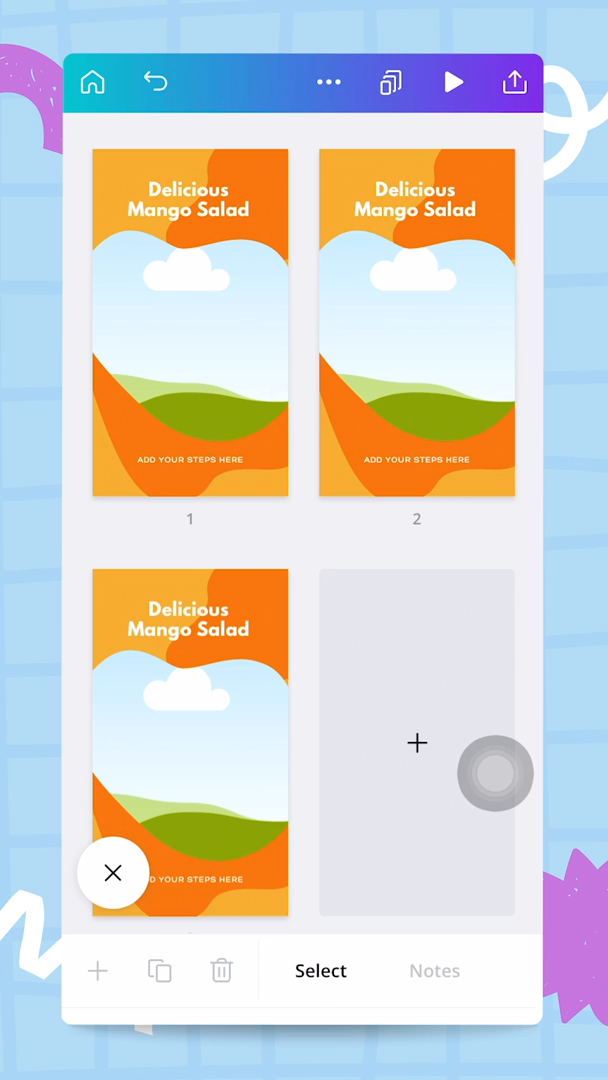 Delicious
Mango Salad
ADD YOUR STEPS HERE
1
Delicious
Mango Salad
ADD YOUR STEPS HERE
2
Delicious
Mango Salad
D YOUR STEPS HERE
Select
Notes